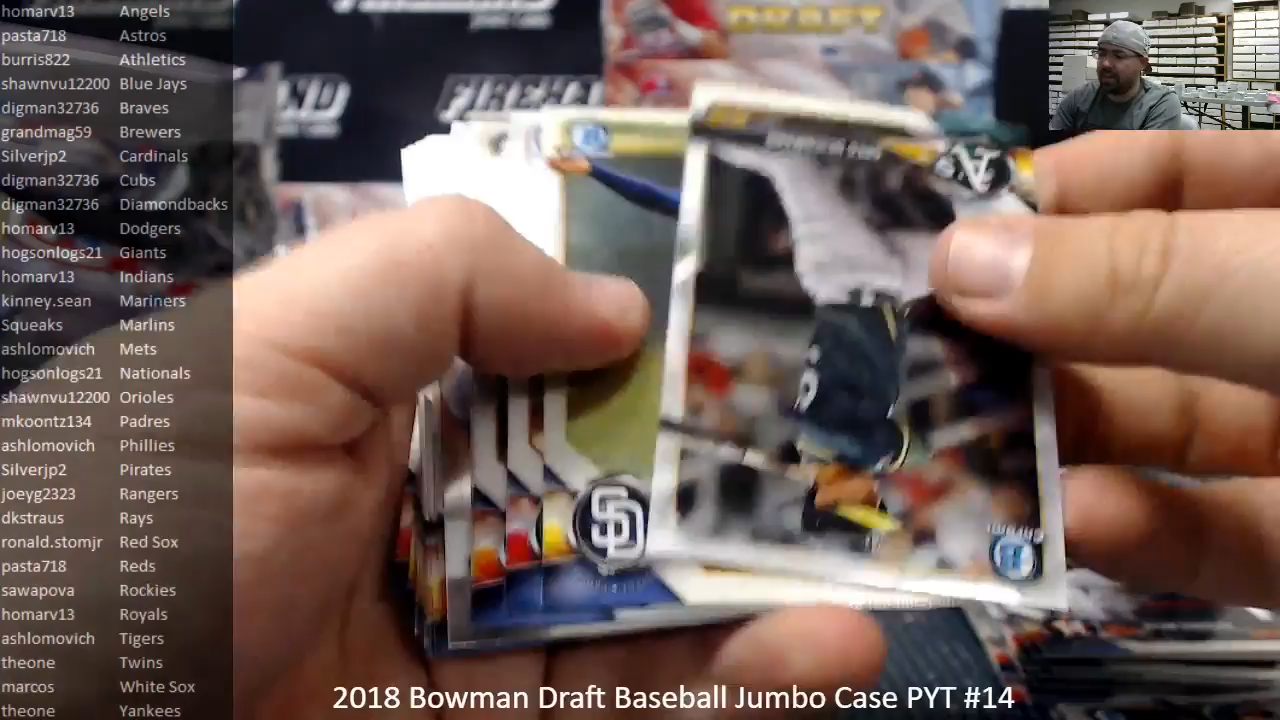 homarv13 Angels
pasta718 Astros
burris822 Athletics
shawnvu12200 Blue Jays
digman32736 Braves
grandmag59 Brewers
Silverjp2 Cardinals
digman32736 Cubs
digman32736 Diamondbacks
homarv13 Dodgers
hogsonlogs21 Giants
homarv13 Indians
kinney.sean Mariners
Squeaks Marlins
ashlomovich Mets
hogsonlogs21 Nationals
shawnvu12200 Orioles
mkoontz134 Padres
ashlomovich Phillies
Silverjp2 Pirates
joeyg2323 Rangers
dkstraus Rays
ronald.stomjr Red Sox
pasta718 Reds
sawapova Rockies
homarv13 Royals
ashlomovich Tigers
theone Twins
marcos White Sox
theone Yankees
DRAFT
SD
2018 Bowman Draft Baseball Jumbo Case PYT #14